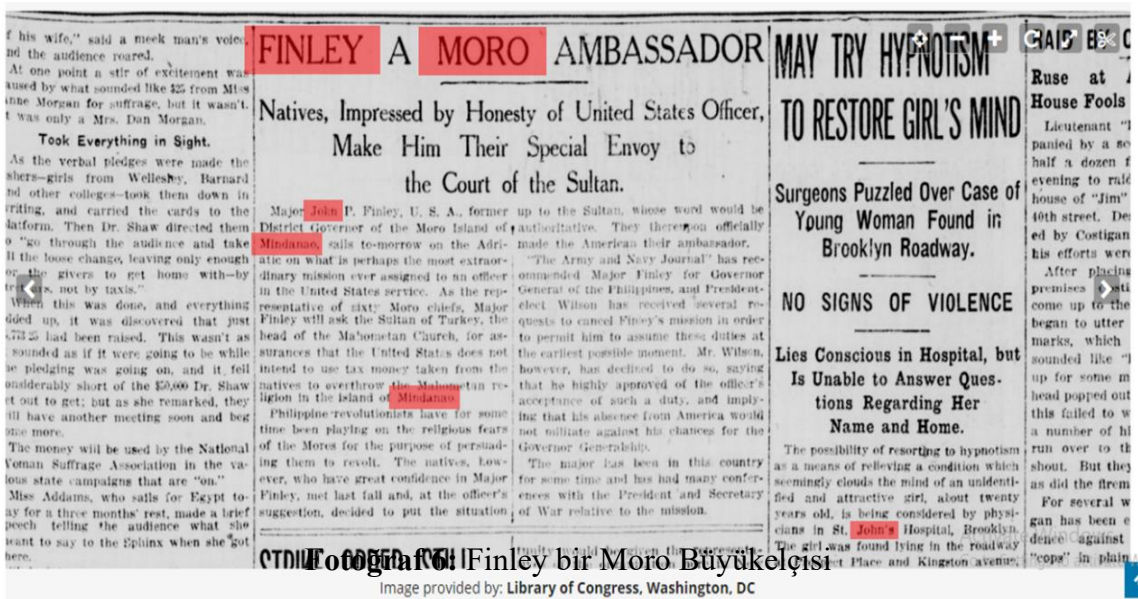 f his wife," said a meek man's voice,
nd the audience roared.
At one point a stir of excitement was
aused by what sounded like $25 from Miss
nne Morgan for suffrage, but it wasn't.
t was only a Mrs. Dan Morgan.
Took Everything in Sight.
As the verbal pledges were made the
shers—girls from Wellesley, Barnard
nd other colleges—took them down in
riting, and carried the cards to the
latform. Then Dr. Shaw directed them
o "go through the audience and take
ll the loose change, leaving only enough
or the givers to get home with—by
not by taxis."
When this was done, and everything
dded up, it was discovered that just
had been raised. This wasn't as
sounded as if it were going to be while
he pledging was going on, and it fell
onsiderably short of the $50,000 Dr. Shaw
et out to get; but as she remarked, they
ill have another meeting soon and beg
ome more.
The money will be used by the National
Woman Suffrage Association in the va-
ious state campaigns that are "on."
Miss Addams, who sails for Egypt to-
ay for a three months' rest, made a brief
peech telling the audience what she
meant to say to the Sphinx when she got
here.
FINLEY A MORO AMBASSADOR
Natives, Impressed by Honesty of United States Officer,
Make Him Their Special Envoy to
the Court of the Sultan.
Major John P. Finley, U. S. A., former
District Governor of the Moro Island of
Mindanao, sails to-morrow on the Adri-
atic on what is perhaps the most extraor-
dinary mission ever assigned to an officer
in the United States service. As the rep-
resentative of sixty Moro chiefs, Major
Finley will ask the Sultan of Turkey, the
head of the Mahometan Church, for as-
surances that the United States does not
intend to use tax money taken from the
natives to overthrow the Mahometan re-
ligion in the island of Mindanao.
Philippine revolutionists have for some
time been playing on the religious fears
of the Moros for the purpose of persuad-
ing them to revolt. The natives, how-
ever, who have great confidence in Major
Finley, met last fall and, at the officer's
suggestion, decided to put the situation
up to the Sultan, whose word would be
authoritative. They thereupon officially
made the American their ambassador.
"The Army and Navy Journal" has rec-
ommended Major Finley for Governor
General of the Philippines, and President-
elect Wilson has received several re-
quests to cancel Finley's mission in order
to permit him to assume these duties at
the earliest possible moment. Mr. Wilson,
however, has declined to do so, saying
that he highly approved of the officer's
acceptance of such a duty, and imply-
ing that his absence from America would
not militate against his chances for the
Governor Generalship.
The major has been in this country
for some time and has had many confer-
ences with the President and Secretary
of War relative to the mission.
MAY TRY HYPNOTISM
TO RESTORE GIRL'S MIND
Surgeons Puzzled Over Case of
Young Woman Found in
Brooklyn Roadway.
NO SIGNS OF VIOLENCE
Lies Conscious in Hospital, but
Is Unable to Answer Ques-
tions Regarding Her
Name and Home.
The possibility of resorting to hypnotism
as a means of relieving a condition which
seemingly clouds the mind of an unidenti-
fied and attractive girl, about twenty
years old, is being considered by physi-
cians in St. John's Hospital, Brooklyn.
The girl was found lying in the roadway
Place and Kingston avenue,
Ruse at
House Fools
Lieutenant
panied by a
half a dozen
evening to raid
house of "Jim"
40th street.
ed by Costigan
his efforts were
After placing
premises
come up to the
began to utter
marks, which
sounded like
up for some
head popped out
this failed to
a number of
run over to
shout. But they
as did the
For several
gan has been
dence against
"cops" in plain
Fotoğraf 6: Finley bir Moro Büyükelçisi
Image provided by: Library of Congress, Washington, DC